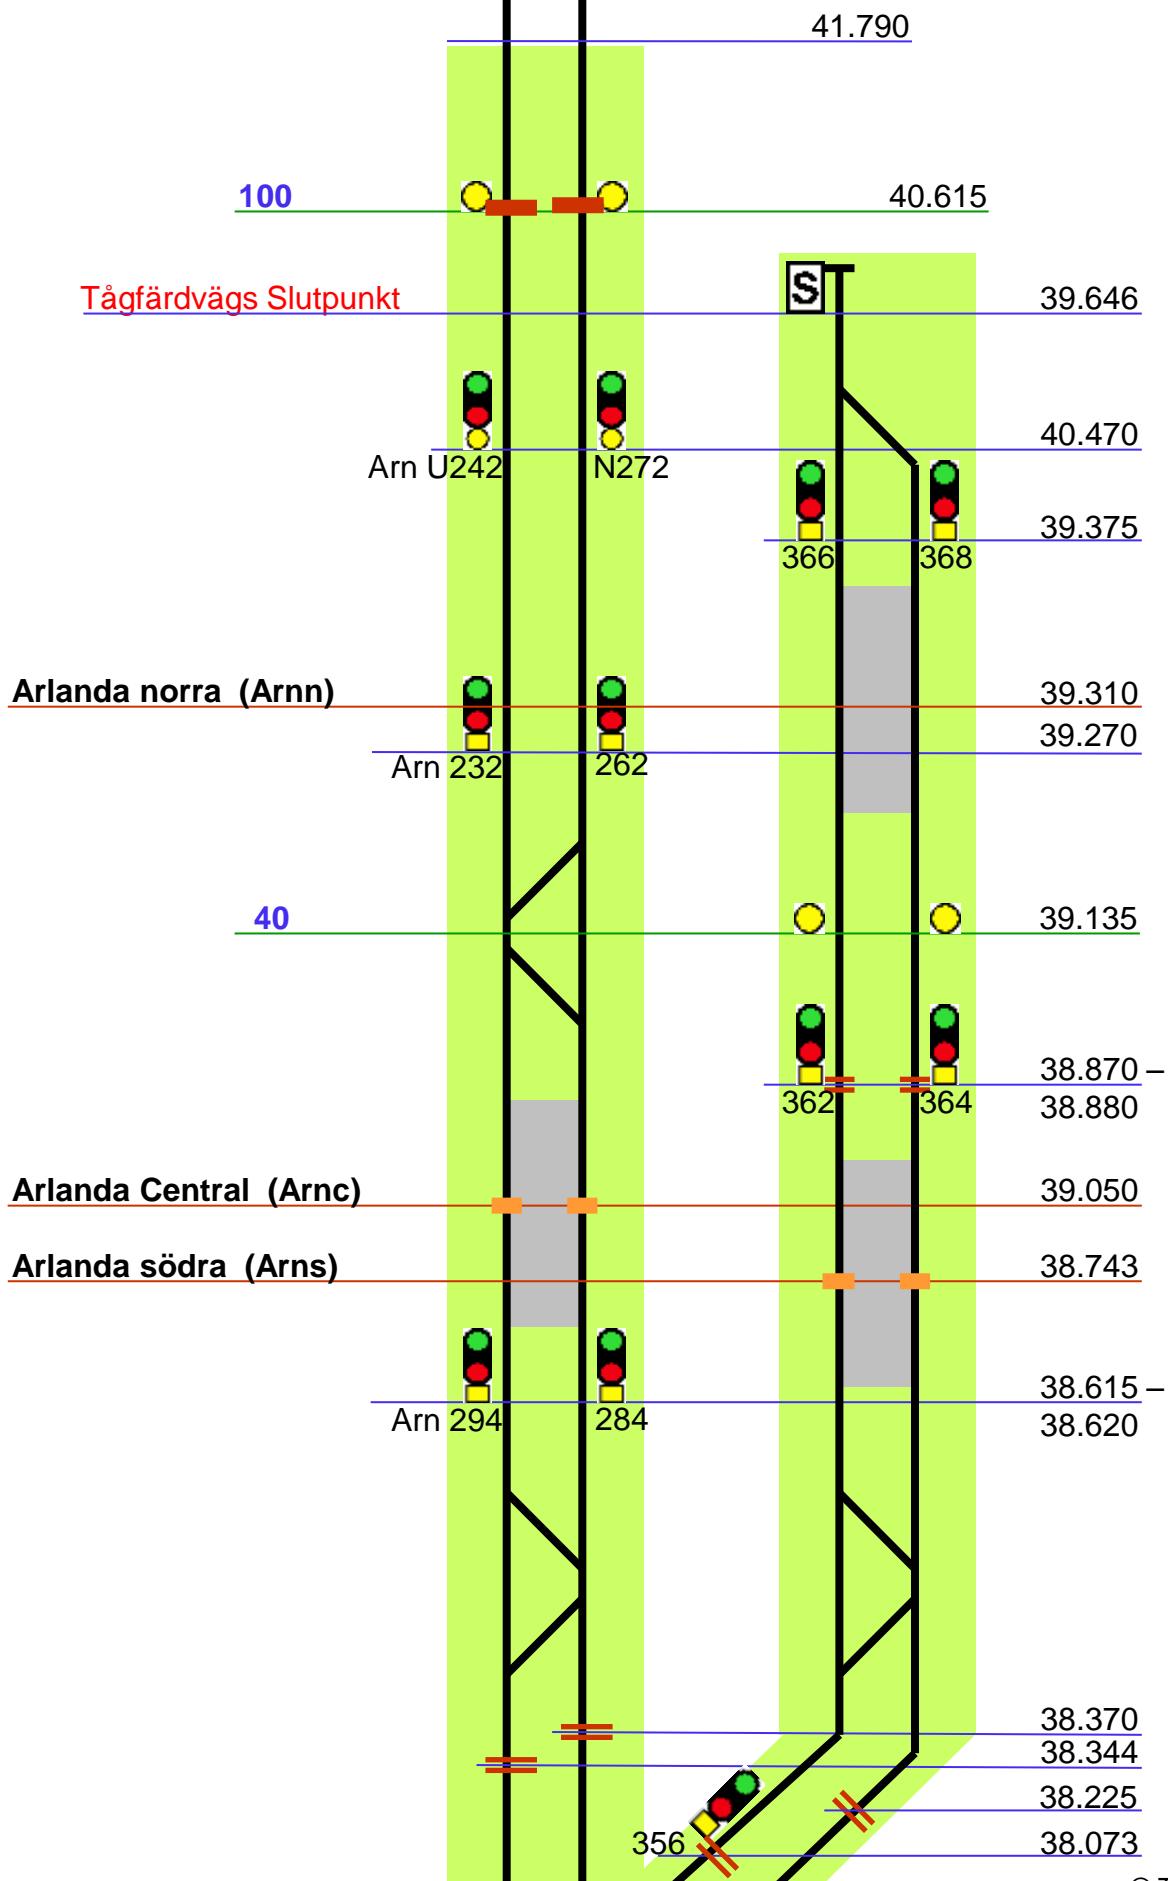 41.790
100 40.615
S
Tågfärdvägs Slutpunkt 39.646
40.470
Arn U242 N272
39.375
366 368
Arlanda norra (Arnn) 39.310
39.270
Arn 232 262
40 39.135
38.870 –
362 364 38.880
Arlanda Central (Arnc) 39.050
Arlanda södra (Arns) 38.743
38.615 –
Arn 294 284 38.620
38.370
38.344
38.225
356 38.073